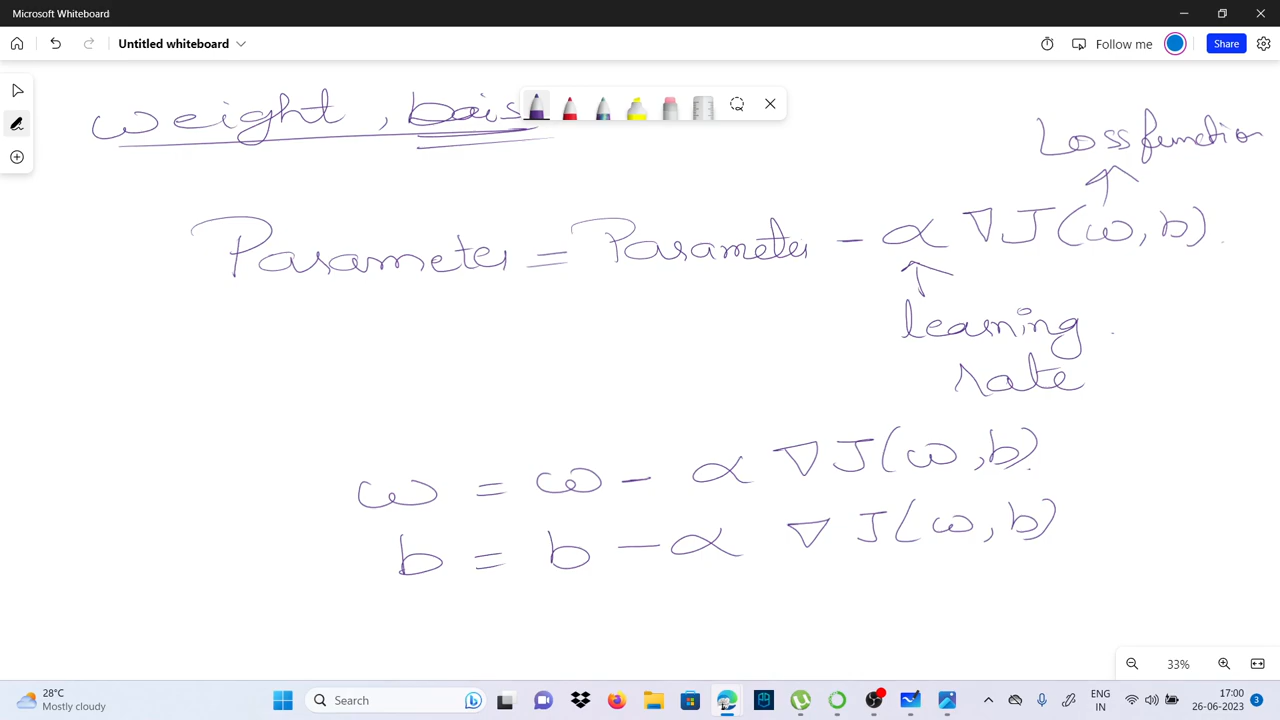 Microsoft Whiteboard
Untitled whiteboard
Follow me
Share
weight , bais
Loss function
Parameter = Parameter - α ∇J(ω,b).
learning
rate
ω = ω - α ∇J(ω,b).
b = b - α ∇ J(ω,b)
33%
28°C
Mostly cloudy
Search
ENG
IN
17:00
26-06-2023
3